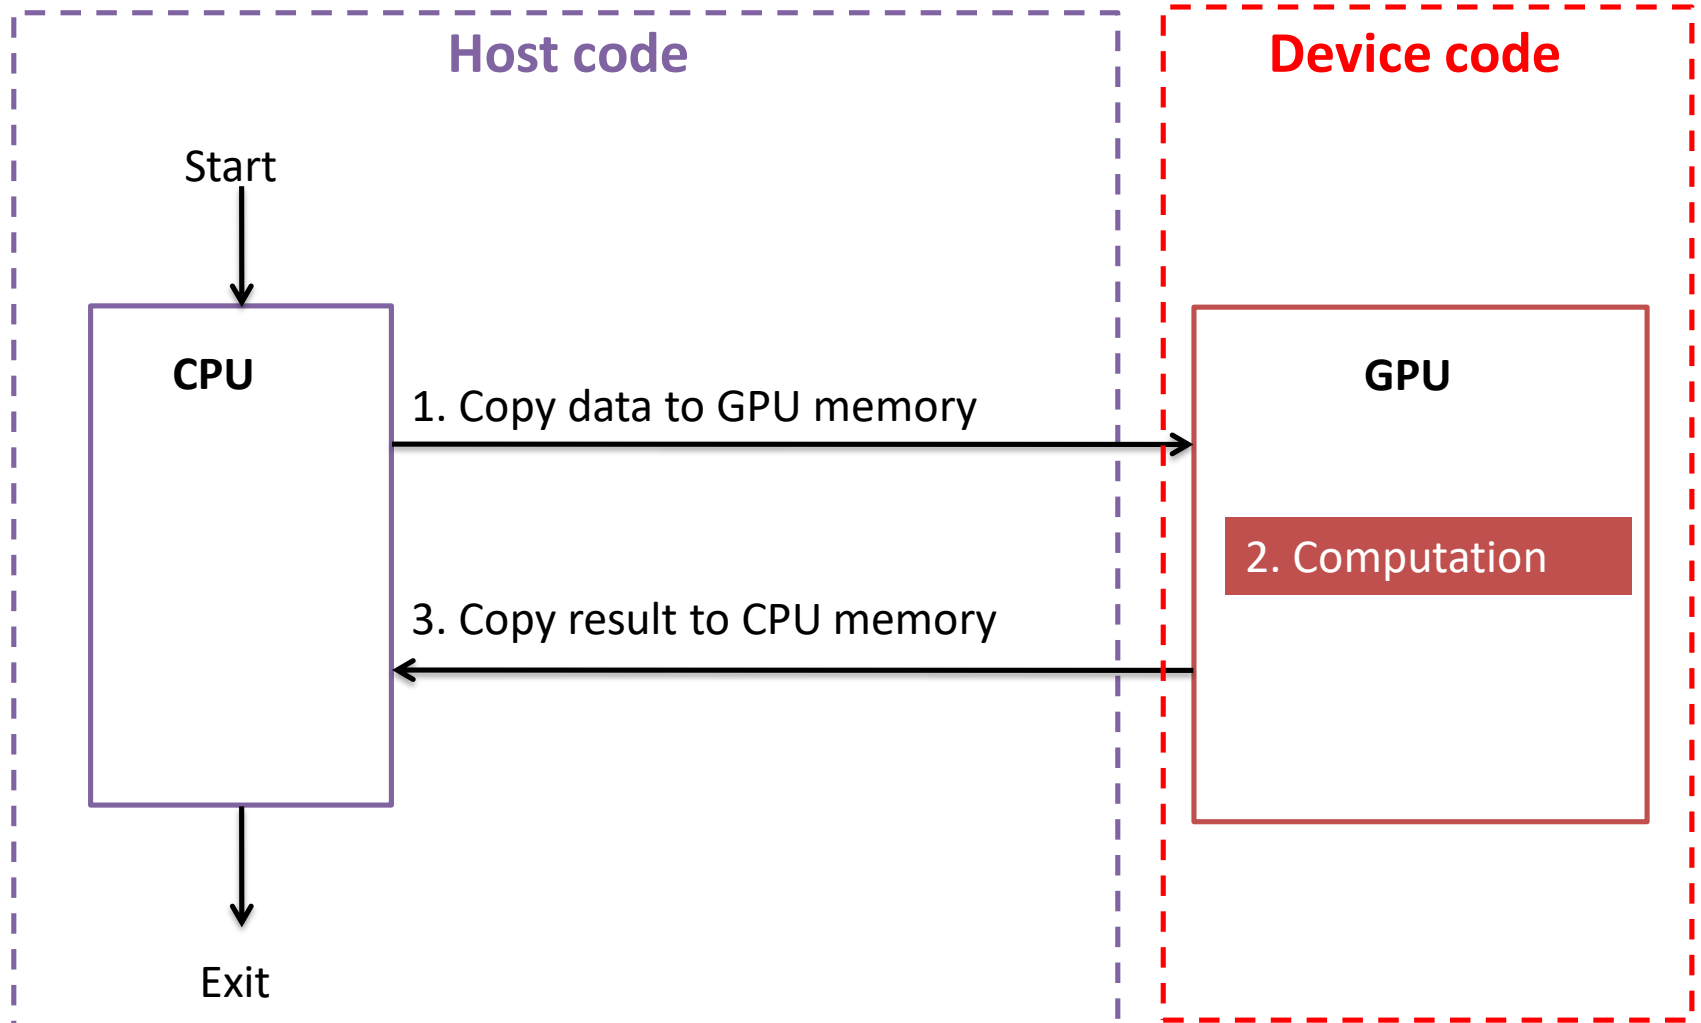 Host code
Device code
Start
CPU
GPU
1. Copy data to GPU memory
2. Computation
3. Copy result to CPU memory
Exit